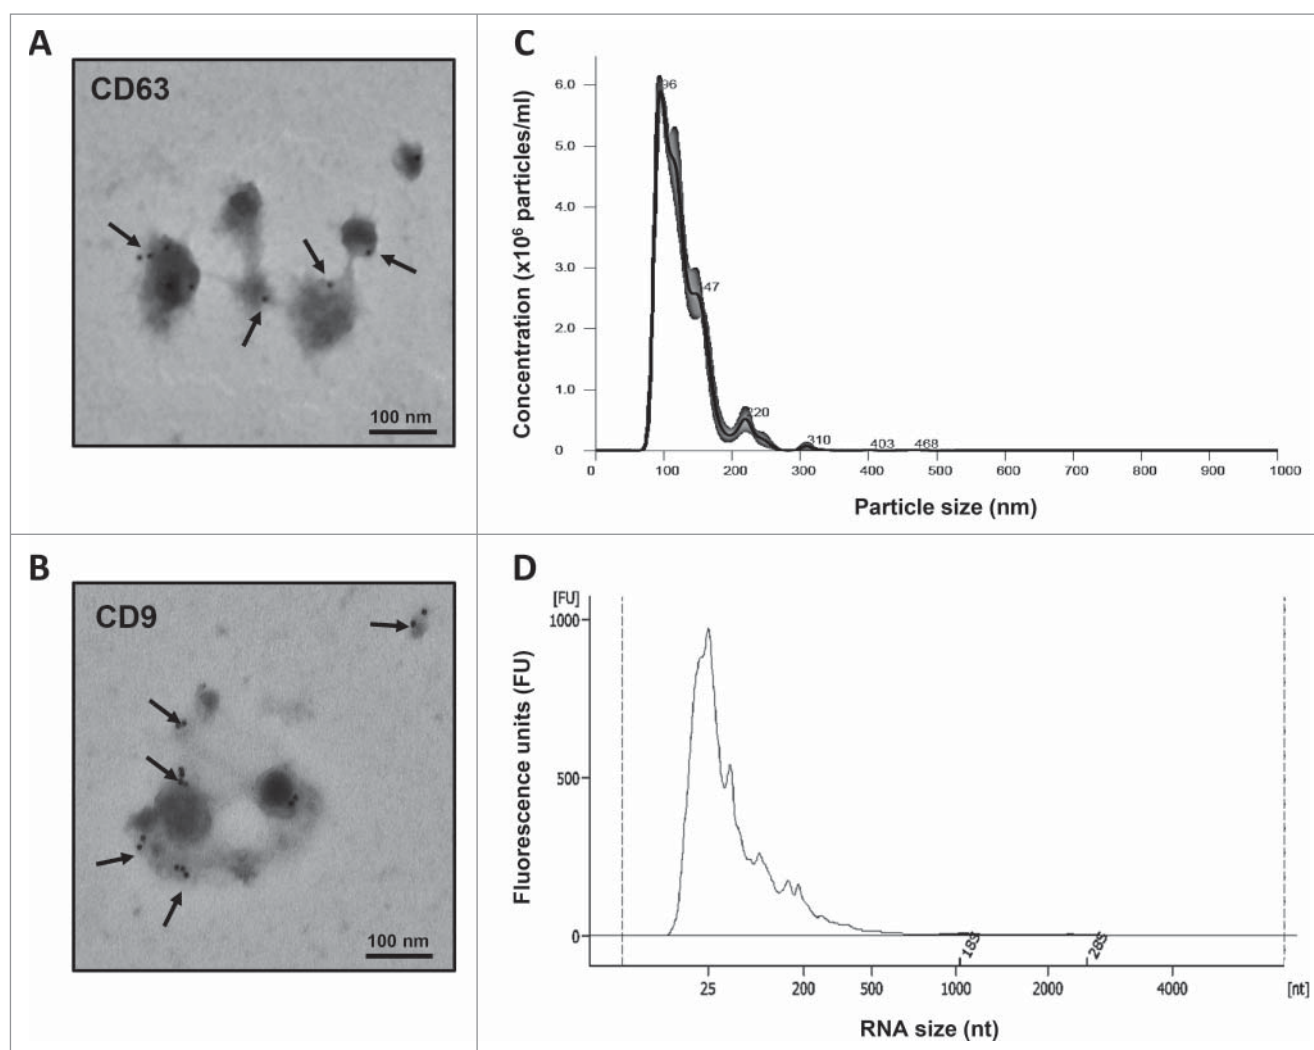 A
CD63
100 nm
B
CD9
100 nm
C
Concentration (x10⁶ particles/ml)
6.0
5.0
4.0
3.0
2.0
1.0
0
96
47
220
310
403
468
0 100 200 300 400 500 600 700 800 900 1000
Particle size (nm)
D
[FU]
Fluorescence units (FU)
1000
500
0
18S
28S
25 200 500 1000 2000 4000 [nt]
RNA size (nt)